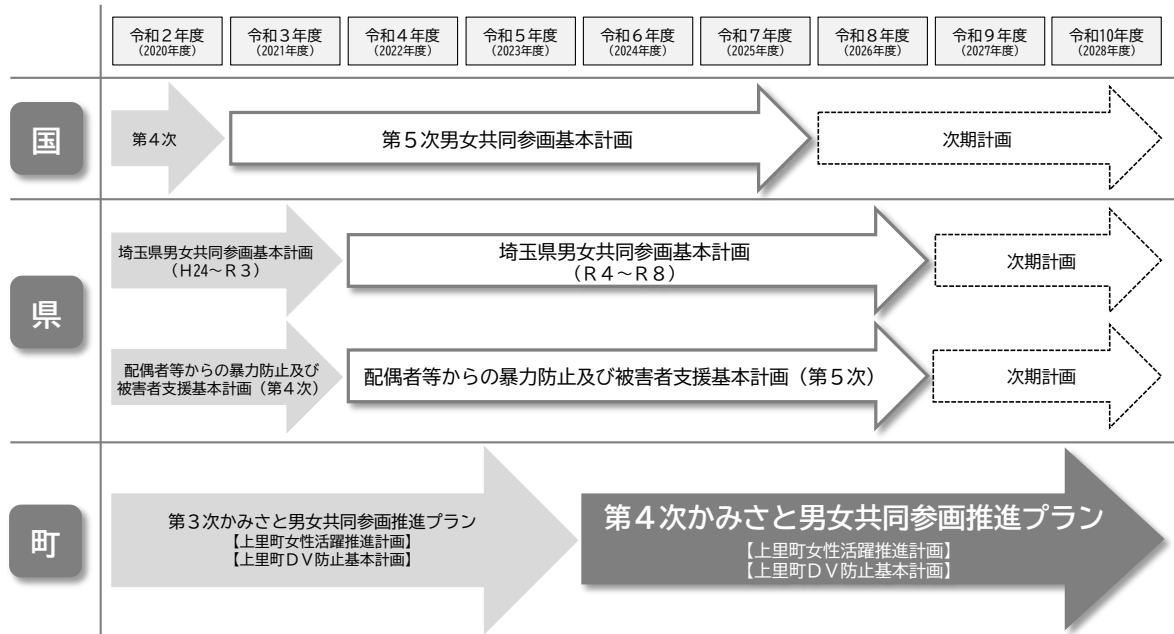 令和2年度
(2020年度)
令和3年度
(2021年度)
令和4年度
(2022年度)
令和5年度
(2023年度)
令和6年度
(2024年度)
令和7年度
(2025年度)
令和8年度
(2026年度)
令和9年度
(2027年度)
令和10年度
(2028年度)
国
第4次
第5次男女共同参画基本計画
次期計画
県
埼玉県男女共同参画基本計画
（H24～R3）
埼玉県男女共同参画基本計画
（R4～R8）
次期計画
配偶者等からの暴力防止及び
被害者支援基本計画（第4次）
配偶者等からの暴力防止及び被害者支援基本計画（第5次）
次期計画
町
第3次かみさと男女共同参画推進プラン
【上里町女性活躍推進計画】
【上里町DV防止基本計画】
第4次かみさと男女共同参画推進プラン
【上里町女性活躍推進計画】
【上里町DV防止基本計画】